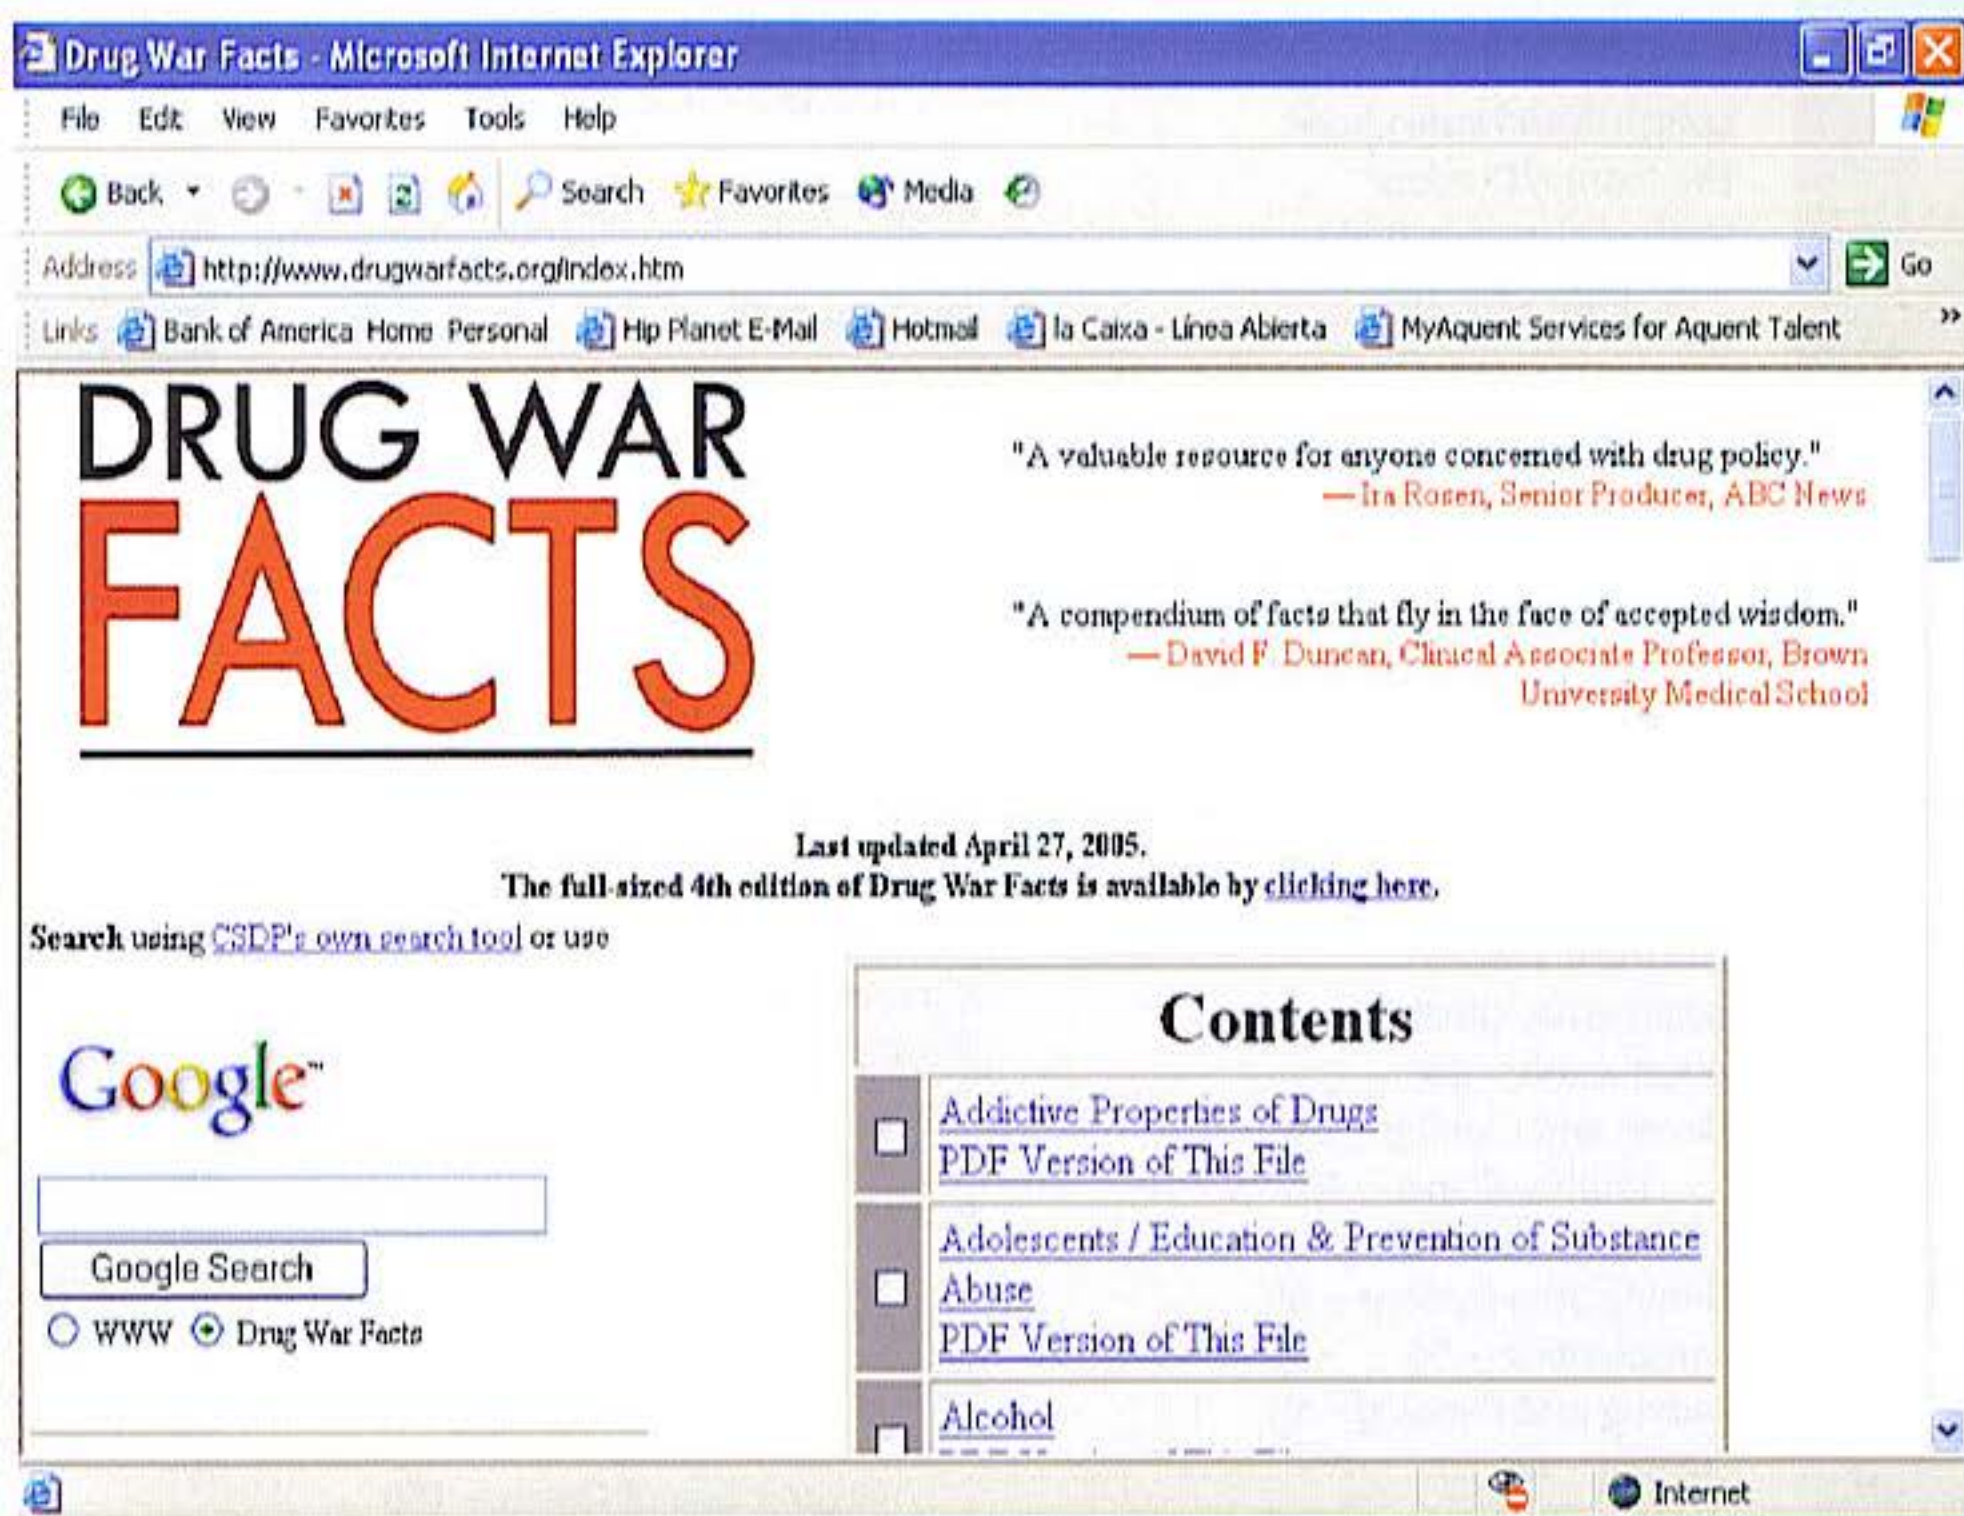 Drug War Facts - Microsoft Internet Explorer
File Edit View Favorites Tools Help
Back Search Favorites Media
Address http://www.drugwarfacts.org/index.htm Go
Links Bank of America Home Personal Hip Planet E-Mail Hotmail la Caixa - Línea Abierta MyAquent Services for Aquent Talent »
DRUG WAR
FACTS
"A valuable resource for anyone concerned with drug policy."
— Ira Rosen, Senior Producer, ABC News
"A compendium of facts that fly in the face of accepted wisdom."
— David F. Duncan, Clinical Associate Professor, Brown
University Medical School
Last updated April 27, 2005.
The full-sized 4th edition of Drug War Facts is available by clicking here.
Search using CSDP's own search tool or use
Google™
Google Search
WWW Drug War Facts
Contents
Addictive Properties of Drugs
PDF Version of This File
Adolescents / Education & Prevention of Substance
Abuse
PDF Version of This File
Alcohol
Internet